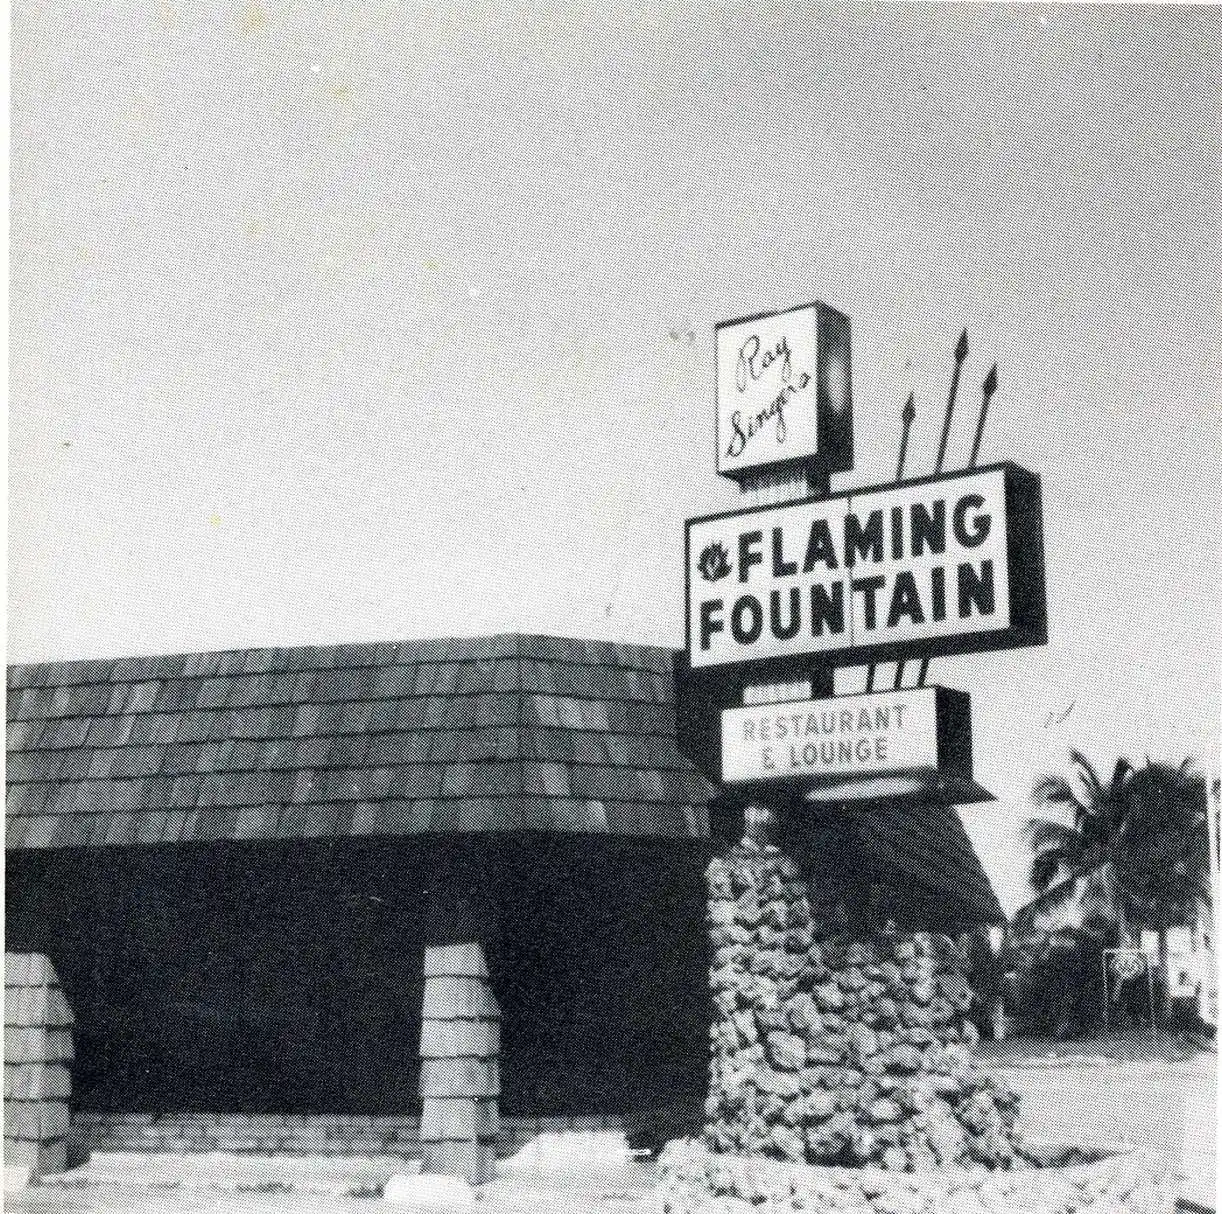 Ray
Singer's
FLAMING
FOUNTAIN
RESTAURANT
& LOUNGE